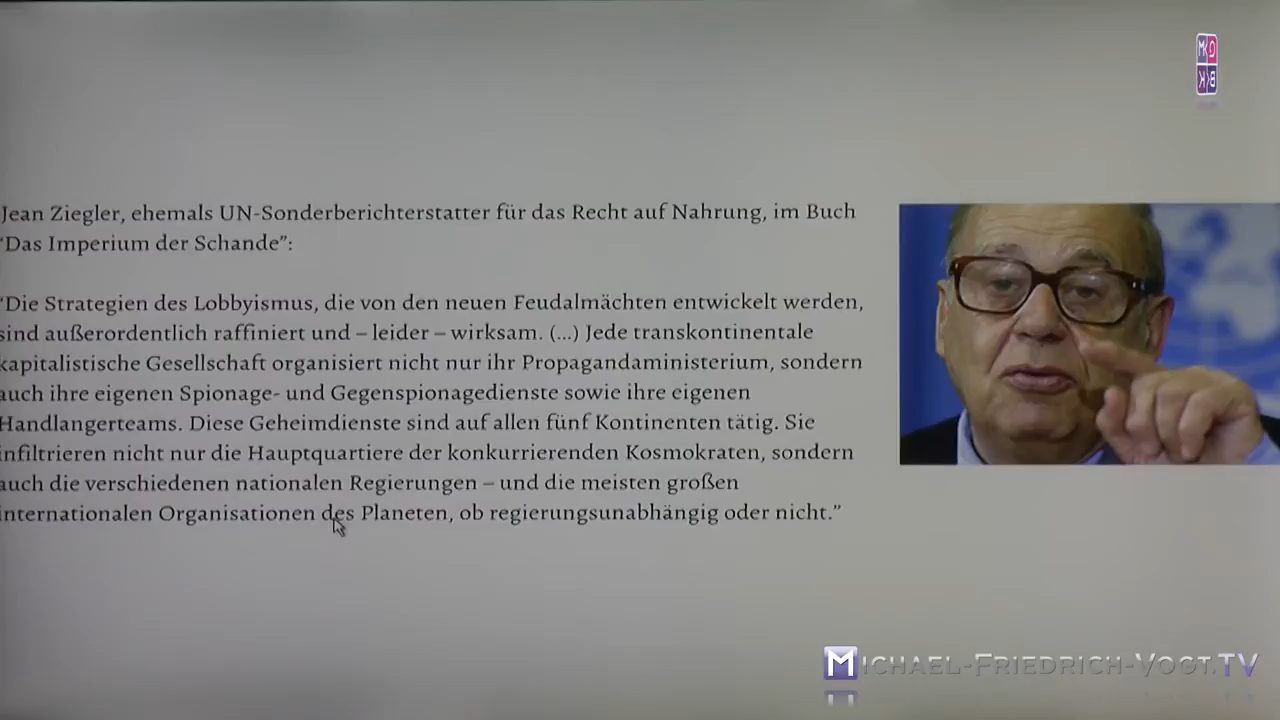 Jean Ziegler, ehemals UN-Sonderberichterstatter für das Recht auf Nahrung, im Buch
“Das Imperium der Schande”:
“Die Strategien des Lobbyismus, die von den neuen Feudalmächten entwickelt werden,
sind außerordentlich raffiniert und – leider – wirksam. (...) Jede transkontinentale
kapitalistische Gesellschaft organisiert nicht nur ihr Propagandaministerium, sondern
auch ihre eigenen Spionage- und Gegenspionagedienste sowie ihre eigenen
Handlangerteams. Diese Geheimdienste sind auf allen fünf Kontinenten tätig. Sie
infiltrieren nicht nur die Hauptquartiere der konkurrierenden Kosmokraten, sondern
auch die verschiedenen nationalen Regierungen – und die meisten großen
internationalen Organisationen des Planeten, ob regierungsunabhängig oder nicht.”
MICHAEL-FRIEDRICH-VOGT.TV